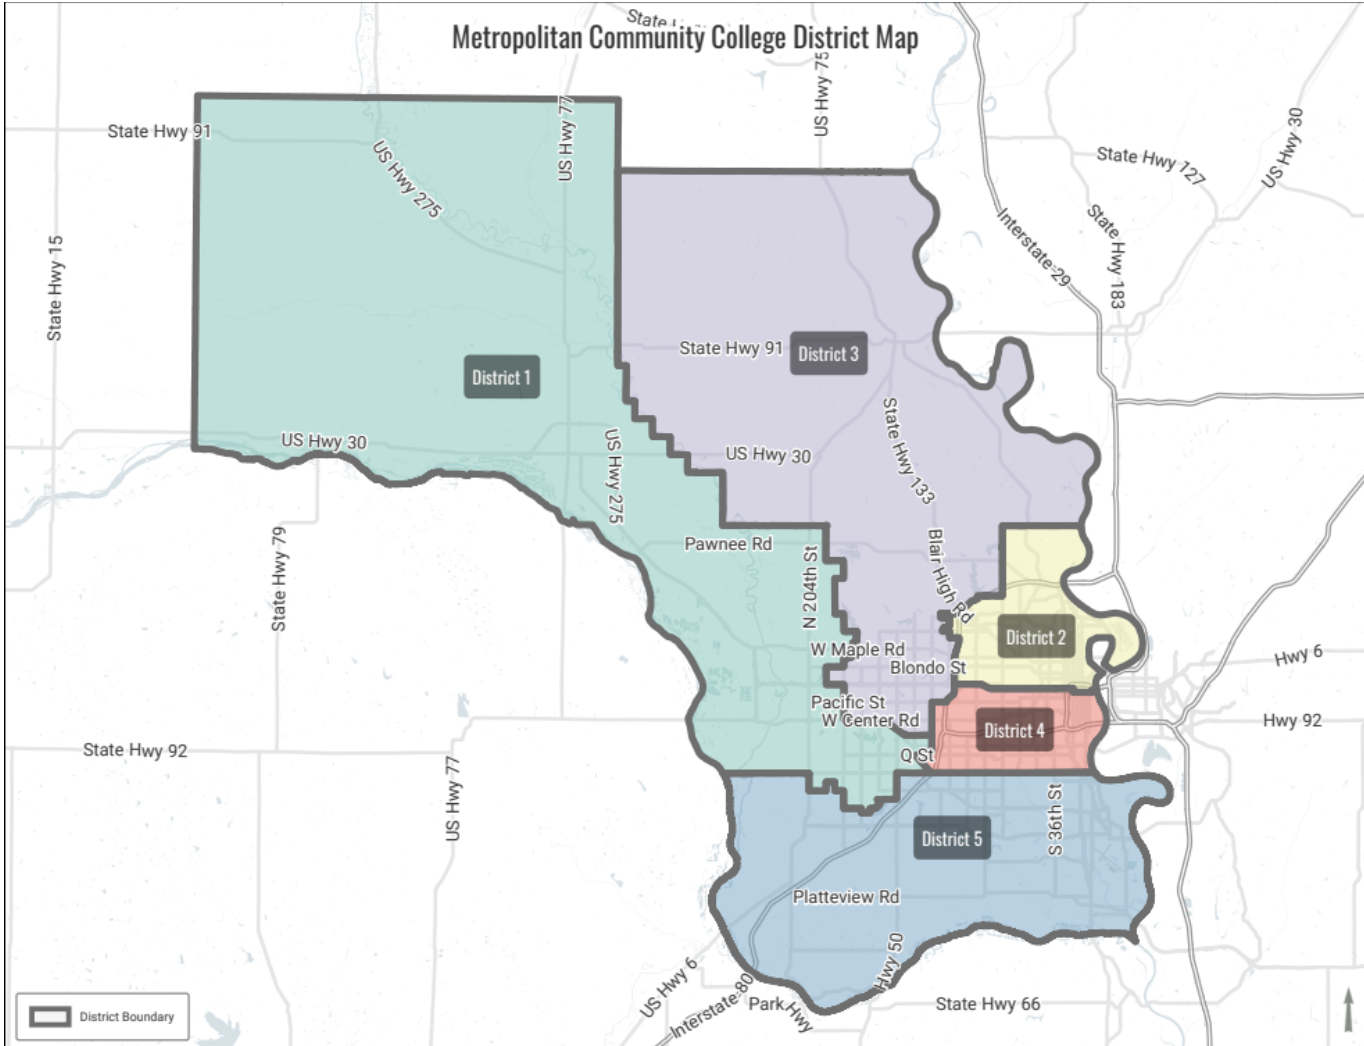 State
Metropolitan Community College District Map
US Hwy 75
US Hwy 77
State Hwy 91
US Hwy 275
State Hwy 127
US Hwy 30
State Hwy 183
Interstate 29
State Hwy 15
State Hwy 91
District 3
District 1
US Hwy 30
US Hwy 275
US Hwy 30
State Hwy 133
State Hwy 79
Pawnee Rd
N 204th St
Blair High Rd
District 2
W Maple Rd
Blondo St
Hwy 6
Pacific St
W Center Rd
District 4
Hwy 92
State Hwy 92
Q St
US Hwy 77
S 36th St
District 5
Platteview Rd
Hwy 50
US Hwy 6
Interstate 80
Park Hwy
State Hwy 66
District Boundary